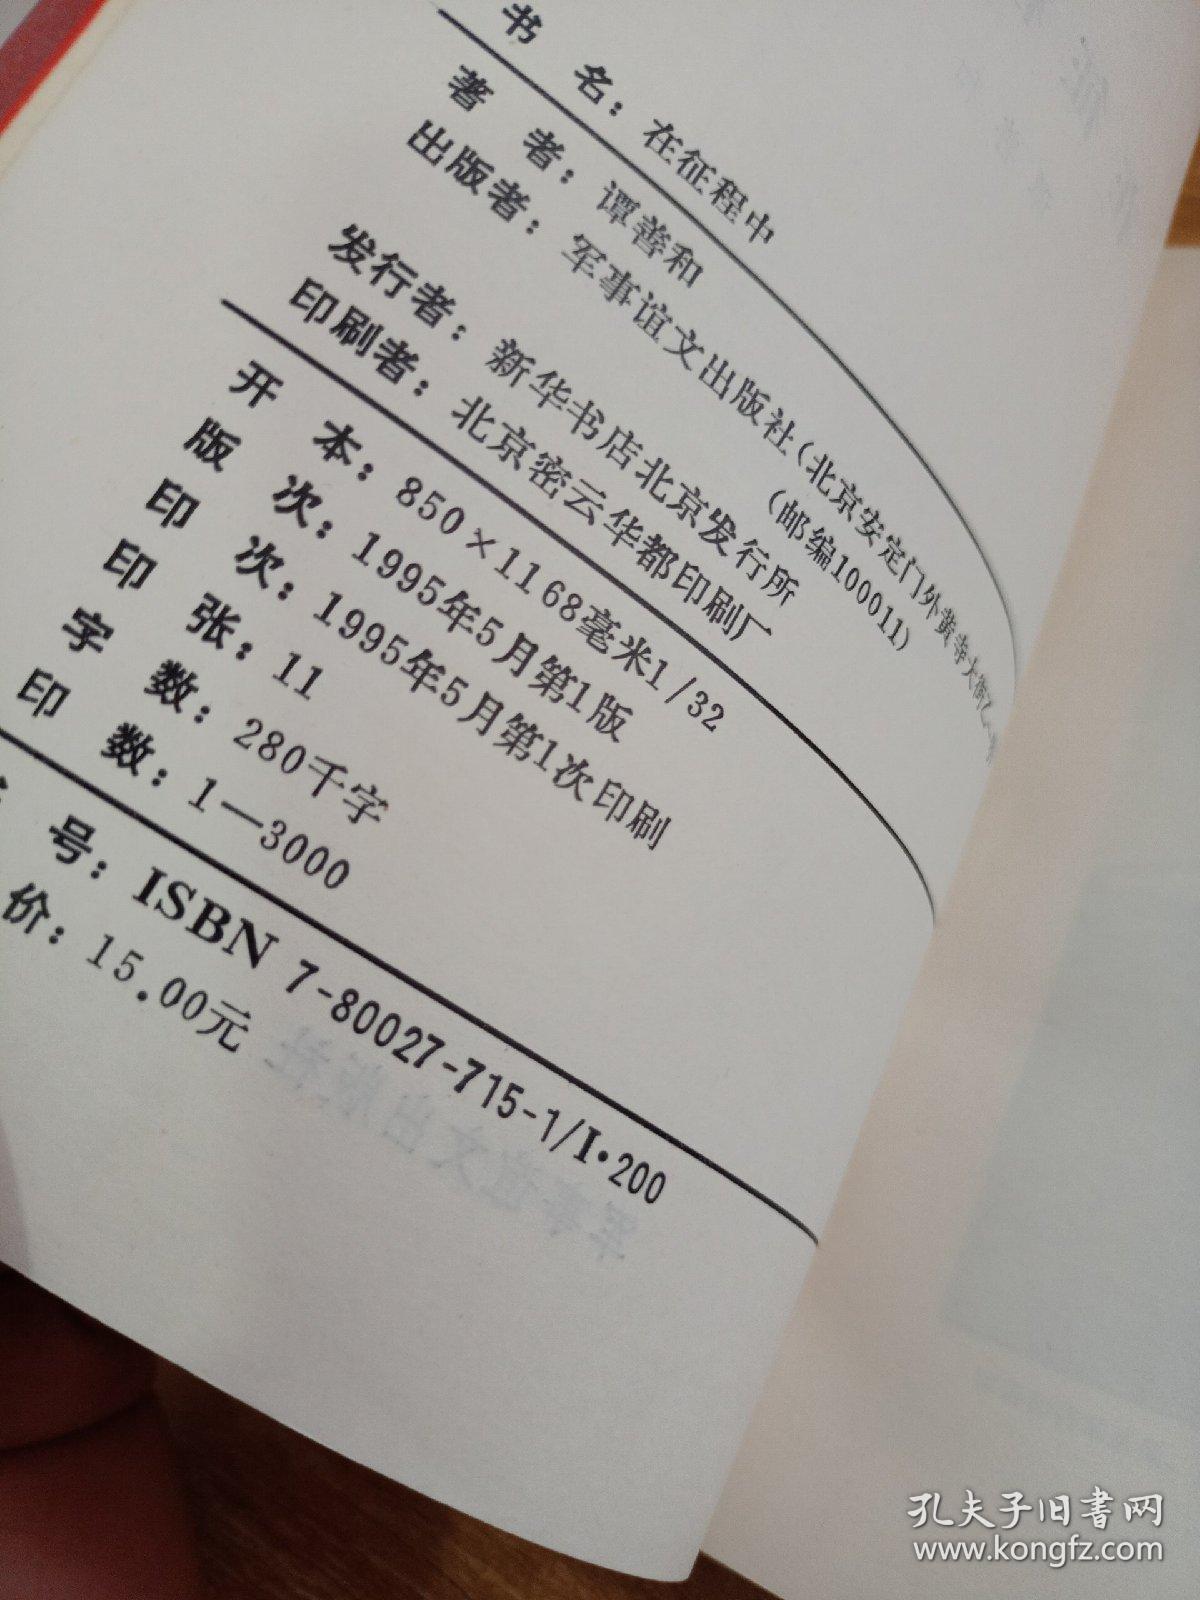 书 名：在征程中
著 者：谭善和
出版者：军事谊文出版社(北京安定门外黄寺大街乙一号
(邮编100011)
发行者：新华书店北京发行所
印刷者：北京密云华都印刷厂
开 本：850×1168毫米1/32
版 次：1995年5月第1版
印 次：1995年5月第1次印刷
印 张：11
字 数：280千字
印 数：1—3000
号：ISBN 7-80027-715-1/I·200
价：15.00元
孔夫子旧书网
www.kongfz.com